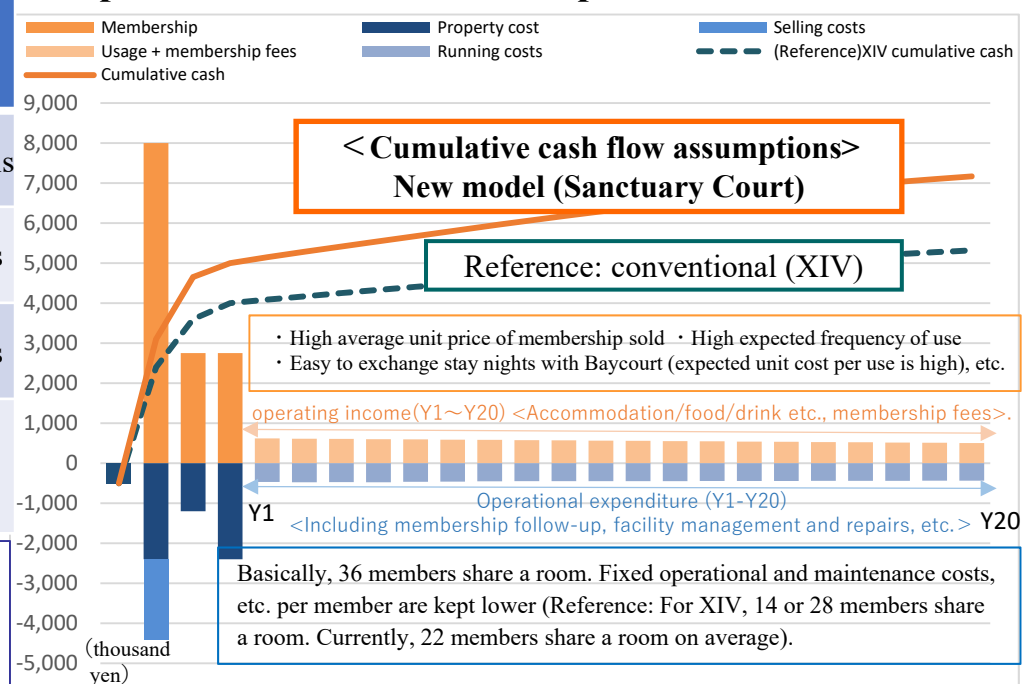 Membership
Property cost
Selling costs
Usage + membership fees
Running costs
(Reference)XIV cumulative cash
Cumulative cash
9,000
8,000
7,000
6,000
5,000
4,000
3,000
2,000
1,000
0
-1,000
-2,000
-3,000
-4,000
-5,000
<Cumulative cash flow assumptions>
New model (Sanctuary Court)
Reference: conventional (XIV)
・High average unit price of membership sold ・High expected frequency of use
・Easy to exchange stay nights with Baycourt (expected unit cost per use is high), etc.
operating income(Y1～Y20) <Accommodation/food/drink etc., membership fees>.
Operational expenditure (Y1-Y20)
<Including membership follow-up, facility management and repairs, etc.>
Y1
Y20
Basically, 36 members share a room. Fixed operational and maintenance costs,
etc. per member are kept lower (Reference: For XIV, 14 or 28 members share
a room. Currently, 22 members share a room on average).
(thousand
yen)